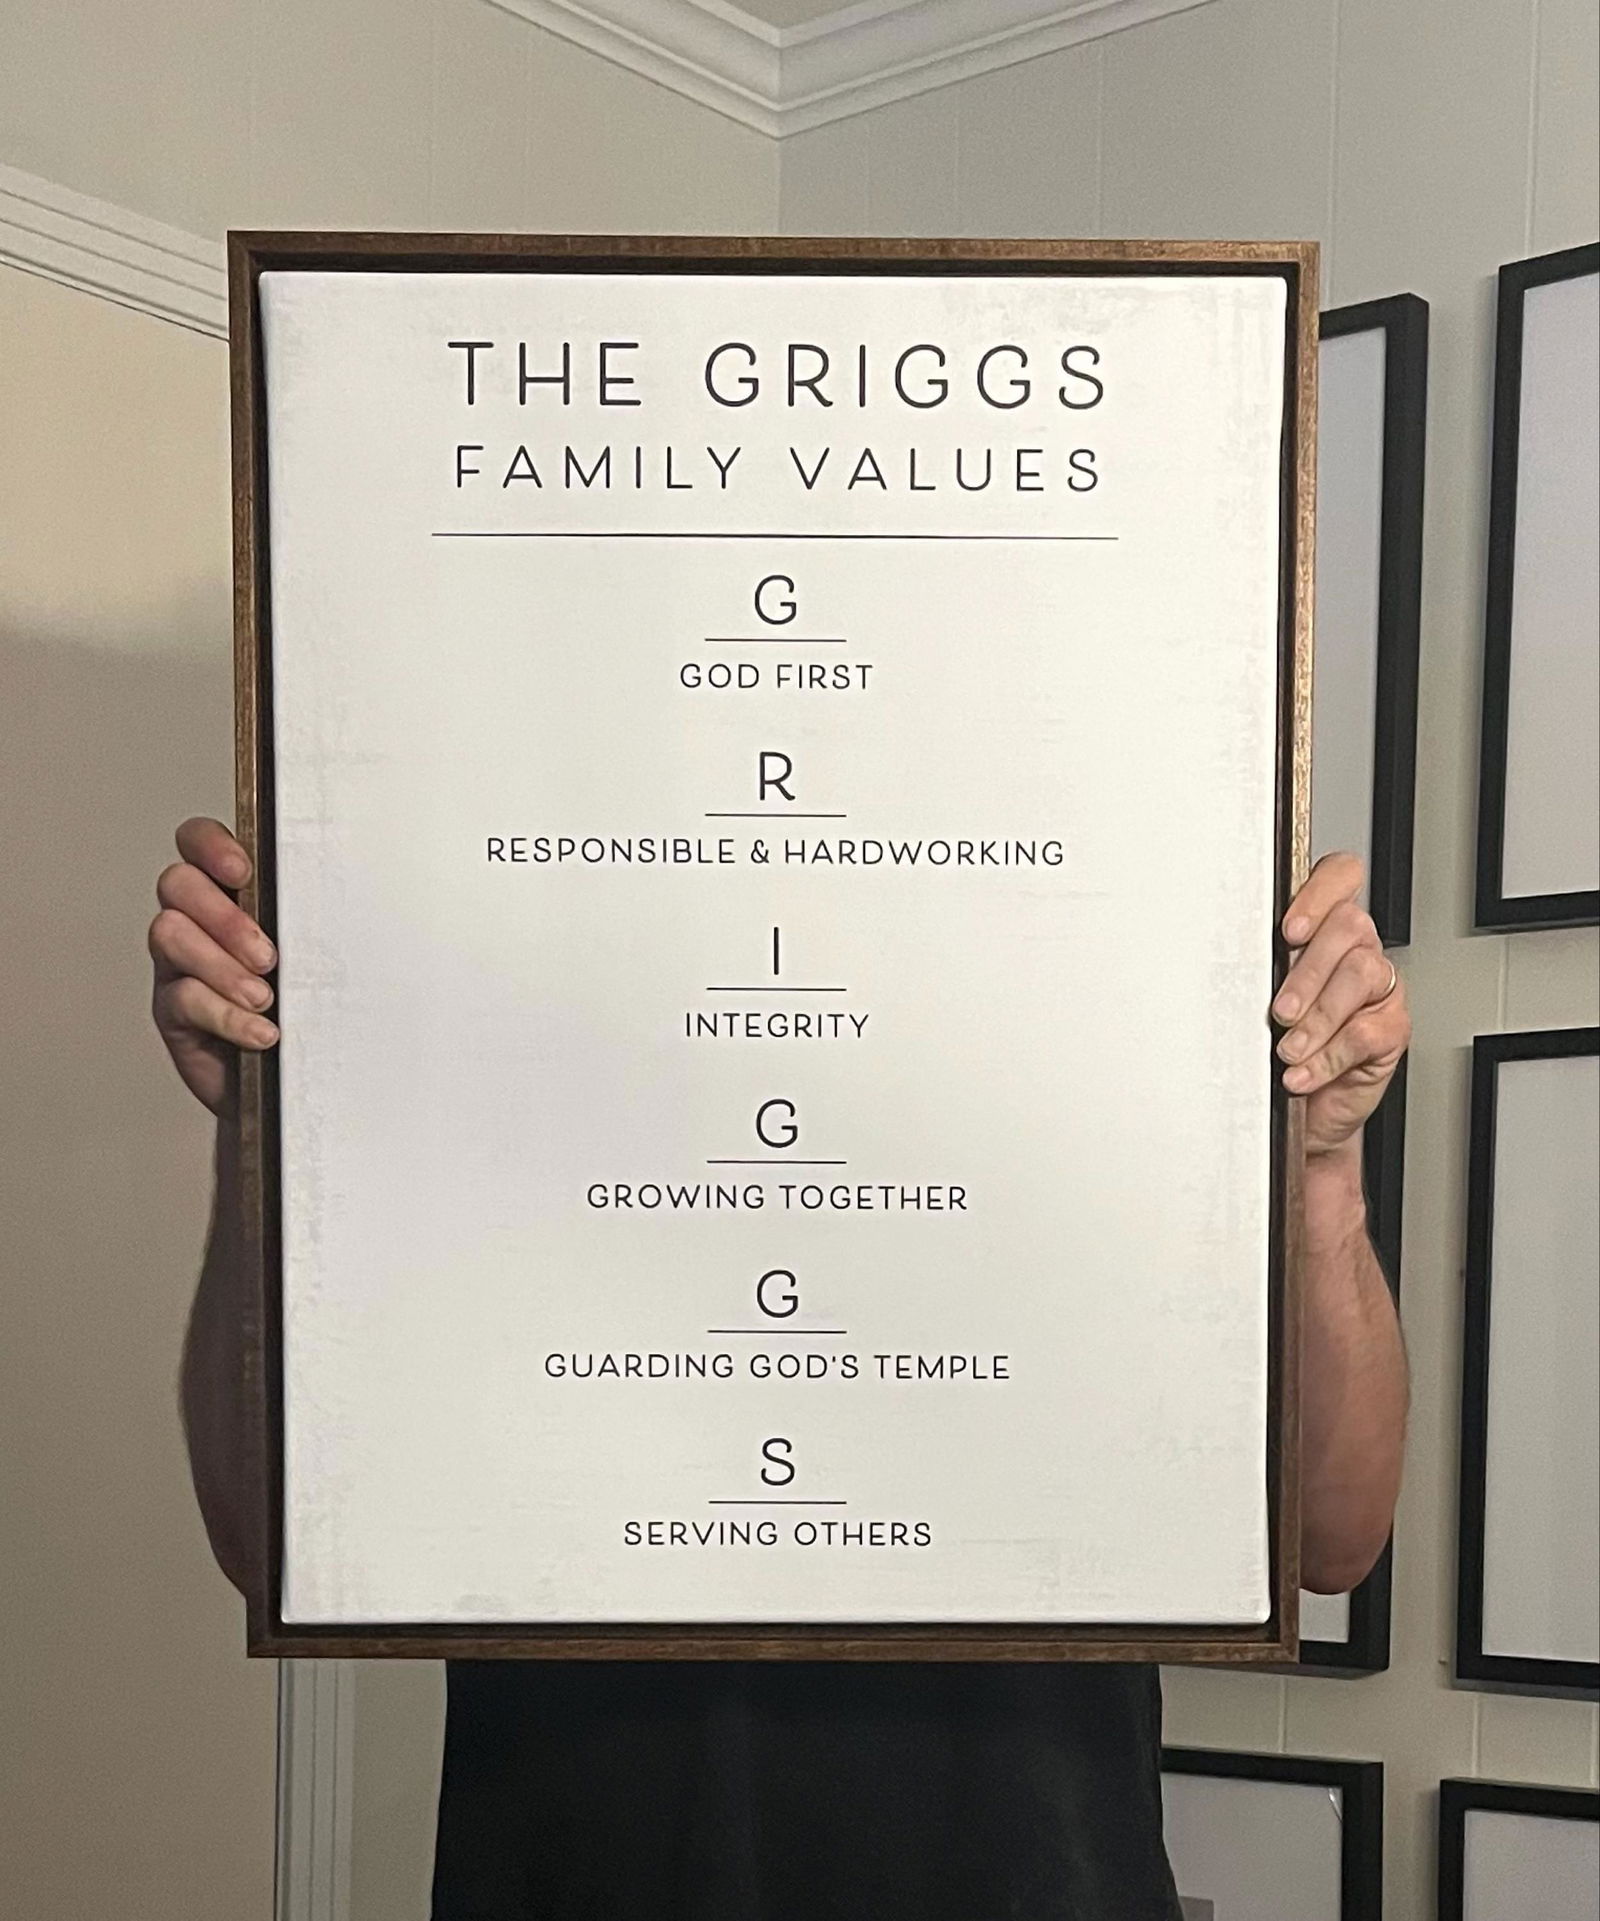 THE GRIGGS
FAMILY VALUES
G
GOD FIRST
R
RESPONSIBLE & HARDWORKING
I
INTEGRITY
G
GROWING TOGETHER
G
GUARDING GOD'S TEMPLE
S
SERVING OTHERS